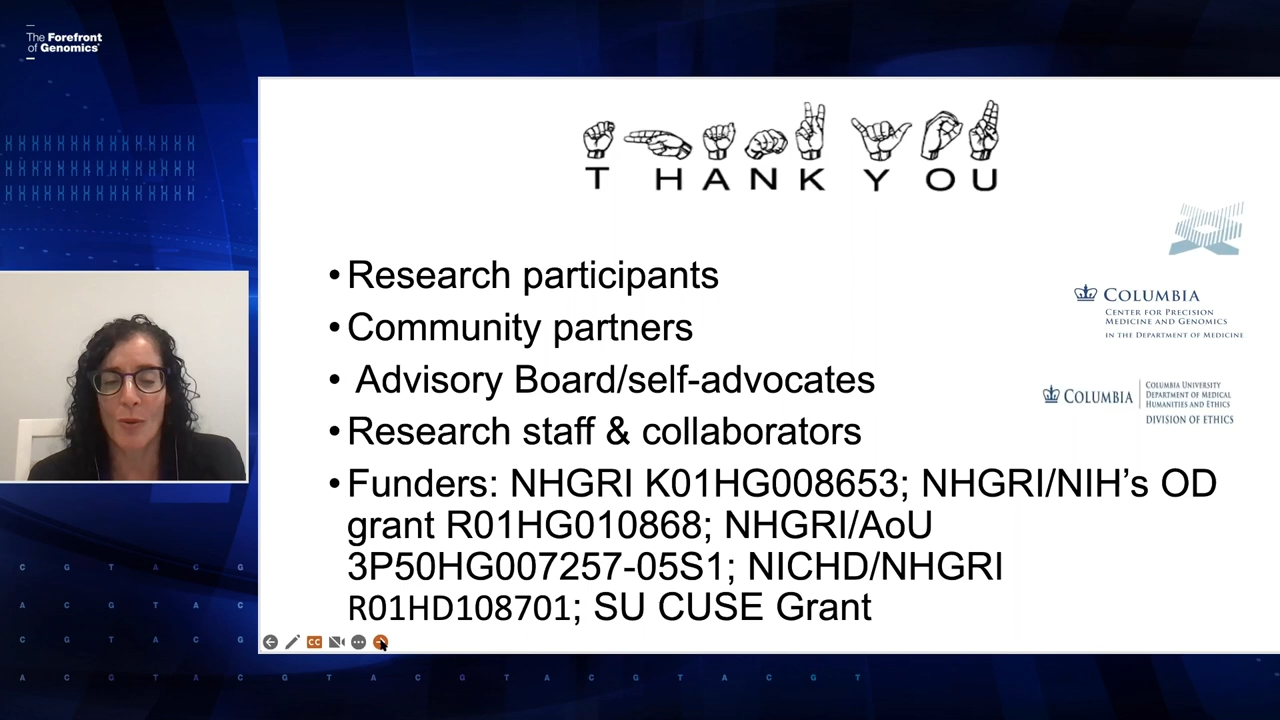 The Forefront
of Genomics®
THANK YOU
• Research participants
• Community partners
• Advisory Board/self-advocates
• Research staff & collaborators
• Funders: NHGRI K01HG008653; NHGRI/NIH’s OD
grant R01HG010868; NHGRI/AoU
3P50HG007257-05S1; NICHD/NHGRI
R01HD108701; SU CUSE Grant
COLUMBIA
CENTER FOR PRECISION
MEDICINE AND GENOMICS
IN THE DEPARTMENT OF MEDICINE
COLUMBIA
COLUMBIA UNIVERSITY
DEPARTMENT OF MEDICAL
HUMANITIES AND ETHICS
DIVISION OF ETHICS
CC
C G T A C G
A C G T A C
C G T A C G
A C G T A C
A C G T A C G T A C G T A C G T A C G T